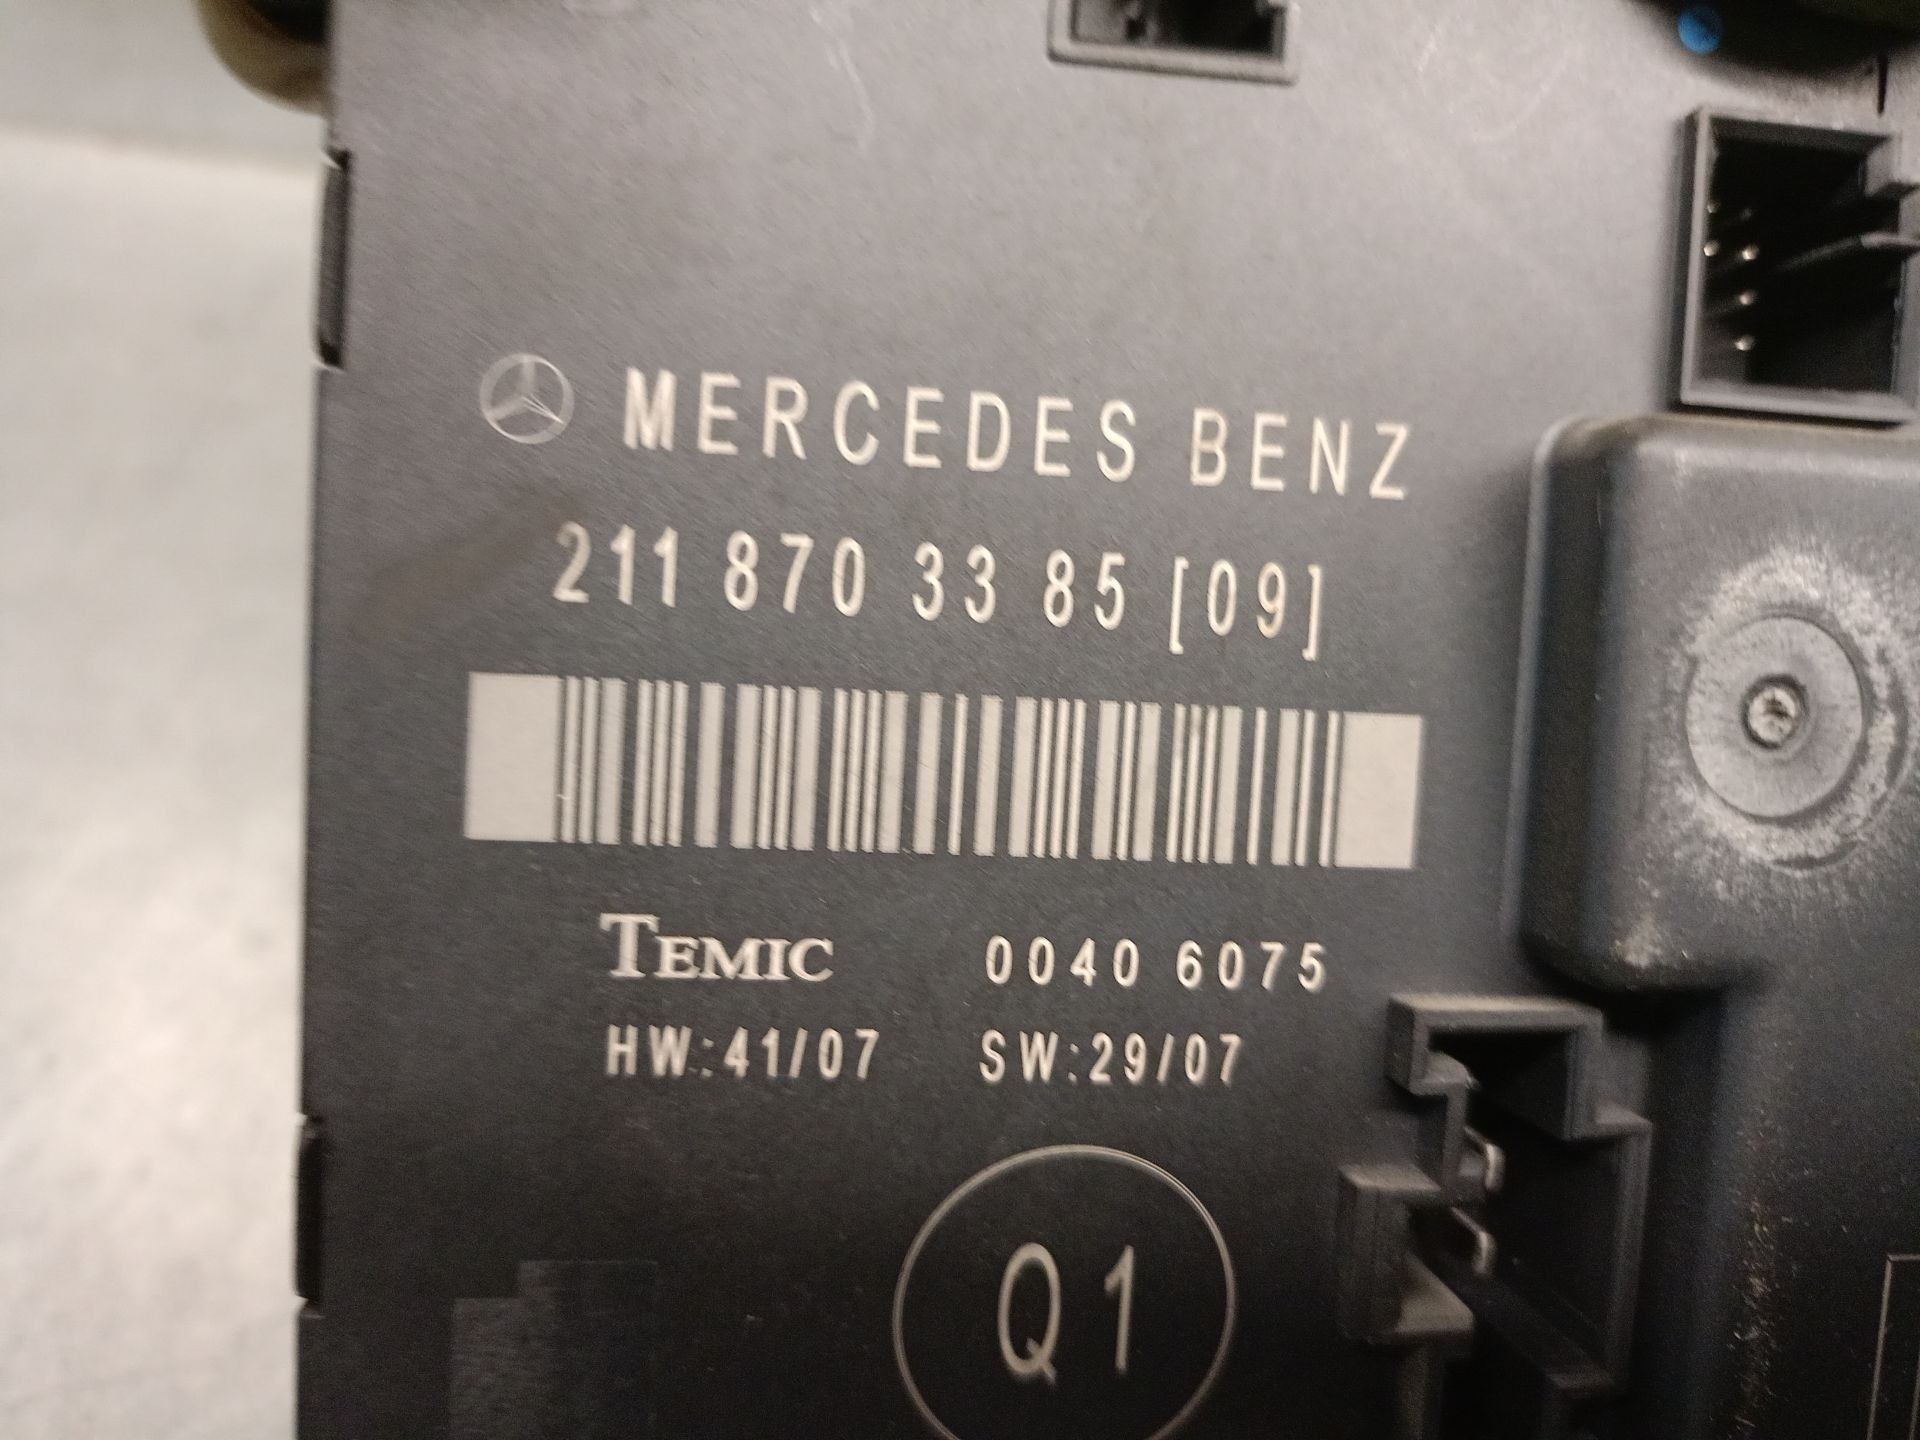 MERCEDES BENZ
211 870 33 85 [09]
TEMIC 0040 6075
HW:41/07 SW:29/07
Q1